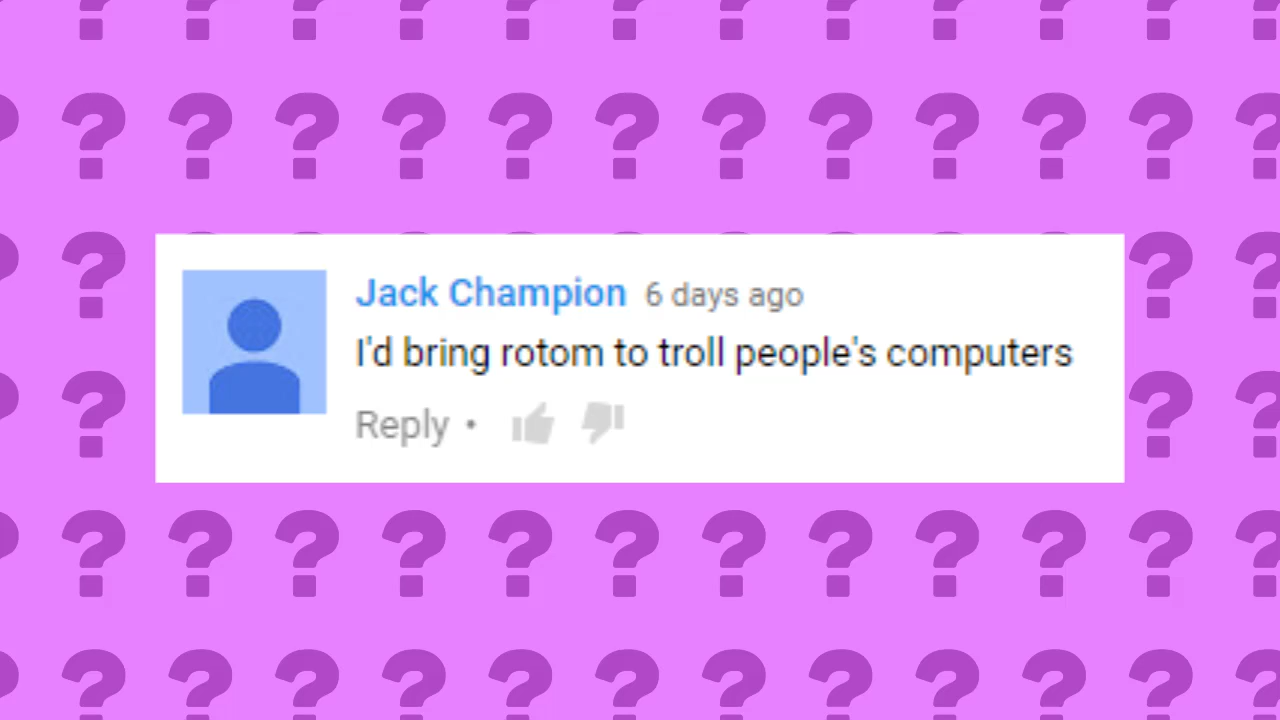 Jack Champion 6 days ago
I'd bring rotom to troll people's computers
Reply •